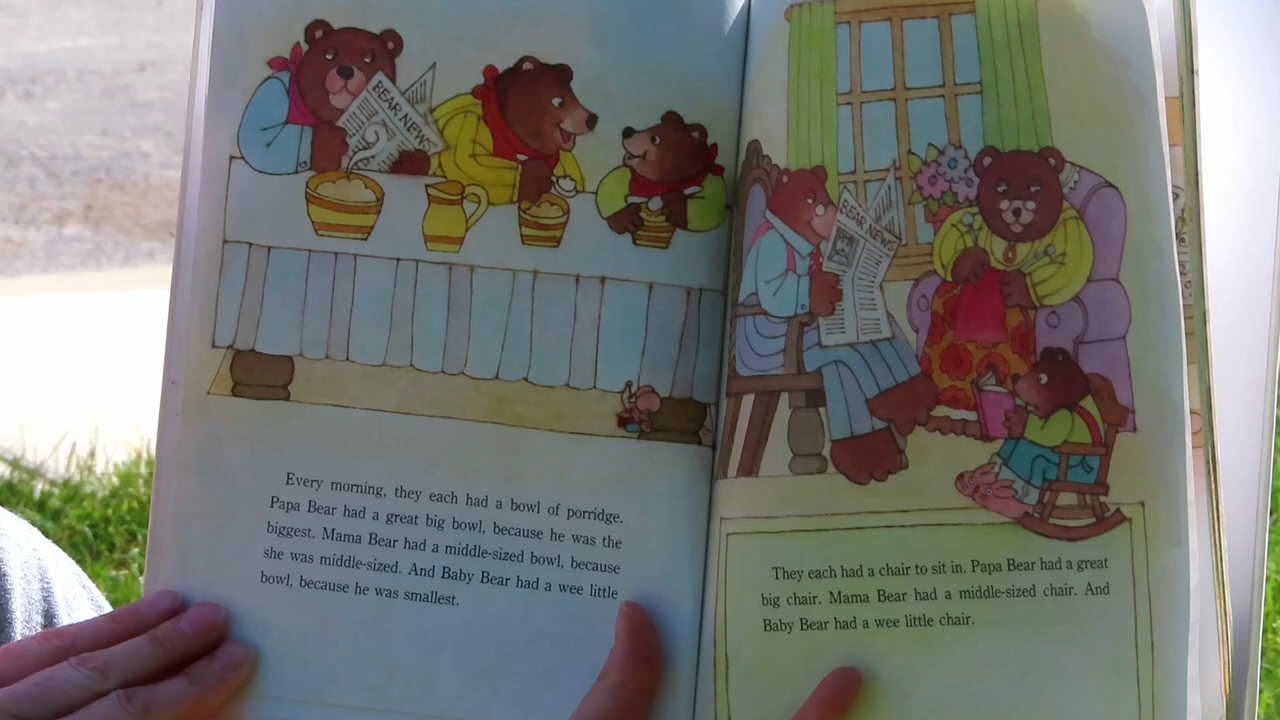 BEAR NEWS
Every morning, they each had a bowl of porridge.
Papa Bear had a great big bowl, because he was the
biggest. Mama Bear had a middle-sized bowl, because
she was middle-sized. And Baby Bear had a wee little
bowl, because he was smallest.
BEAR NEWS
They each had a chair to sit in. Papa Bear had a great
big chair. Mama Bear had a middle-sized chair. And
Baby Bear had a wee little chair.